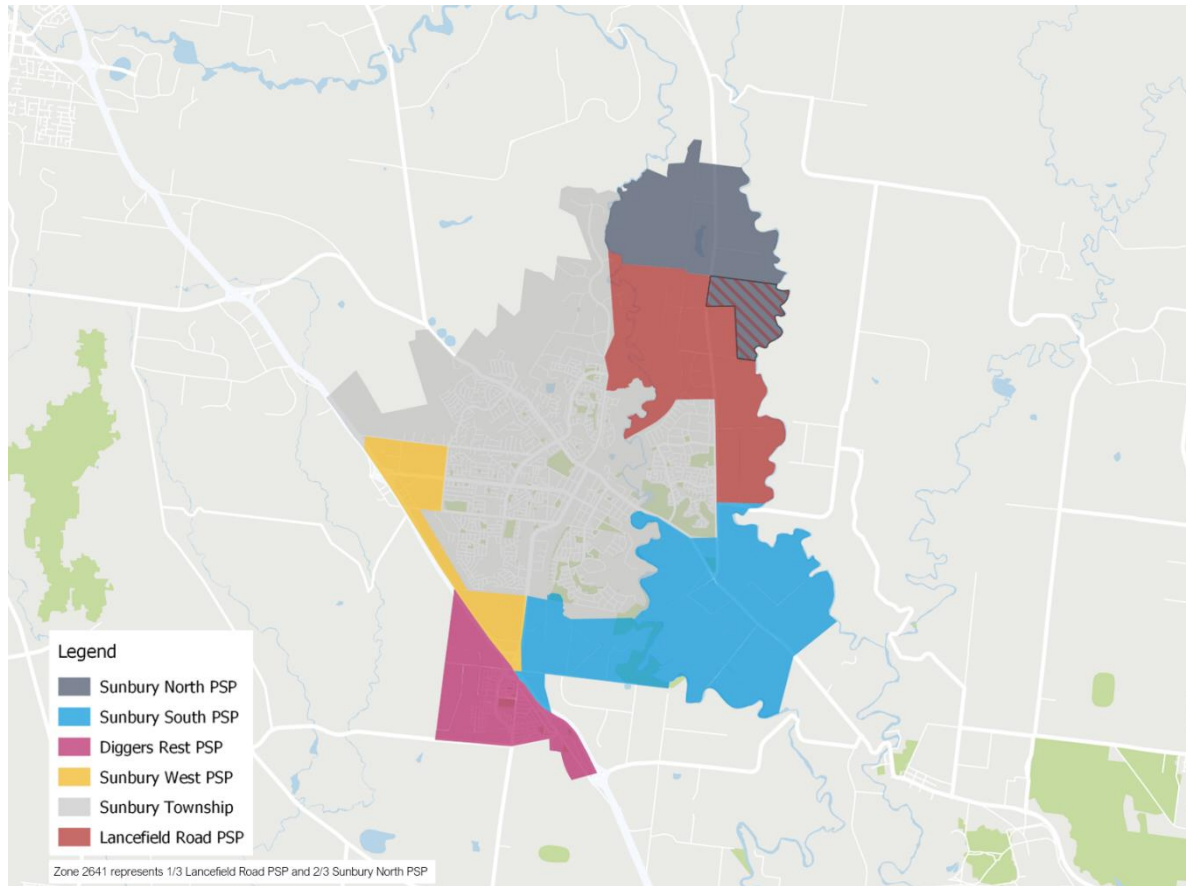 Legend
Sunbury North PSP
Sunbury South PSP
Diggers Rest PSP
Sunbury West PSP
Sunbury Township
Lancefield Road PSP
Zone 2641 represents 1/3 Lancefield Road PSP and 2/3 Sunbury North PSP